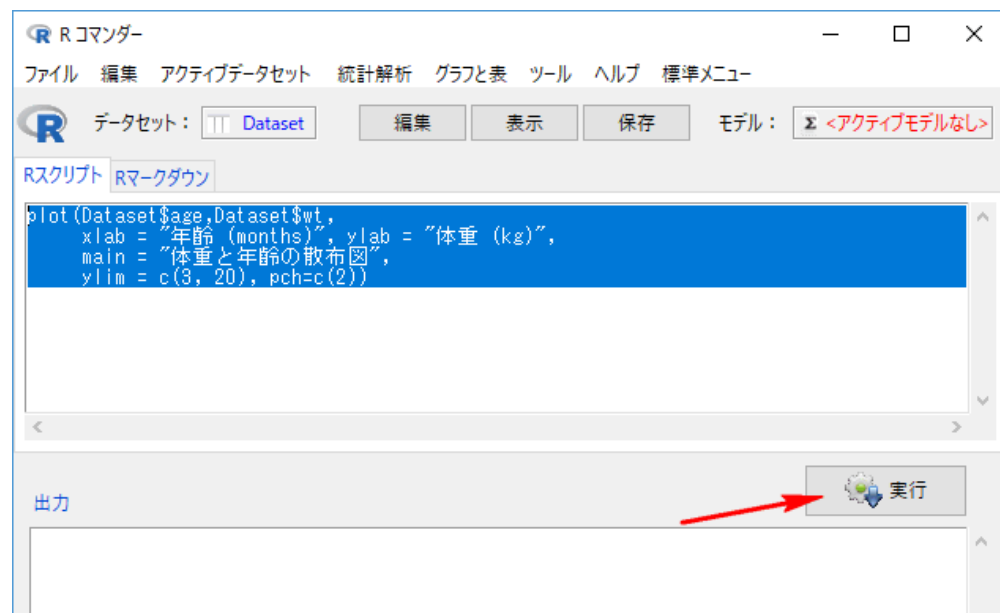 R コマンダー
ファイル 編集 アクティブデータセット 統計解析 グラフと表 ツール ヘルプ 標準メニュー
R データセット： Dataset 編集 表示 保存 モデル： Σ <アクティブモデルなし>
Rスクリプト Rマークダウン
plot(Dataset$age,Dataset$wt,
xlab = "年齢 (months)", ylab = "体重 (kg)",
main = "体重と年齢の散布図",
ylim = c(3, 20), pch=c(2))
実行
出力